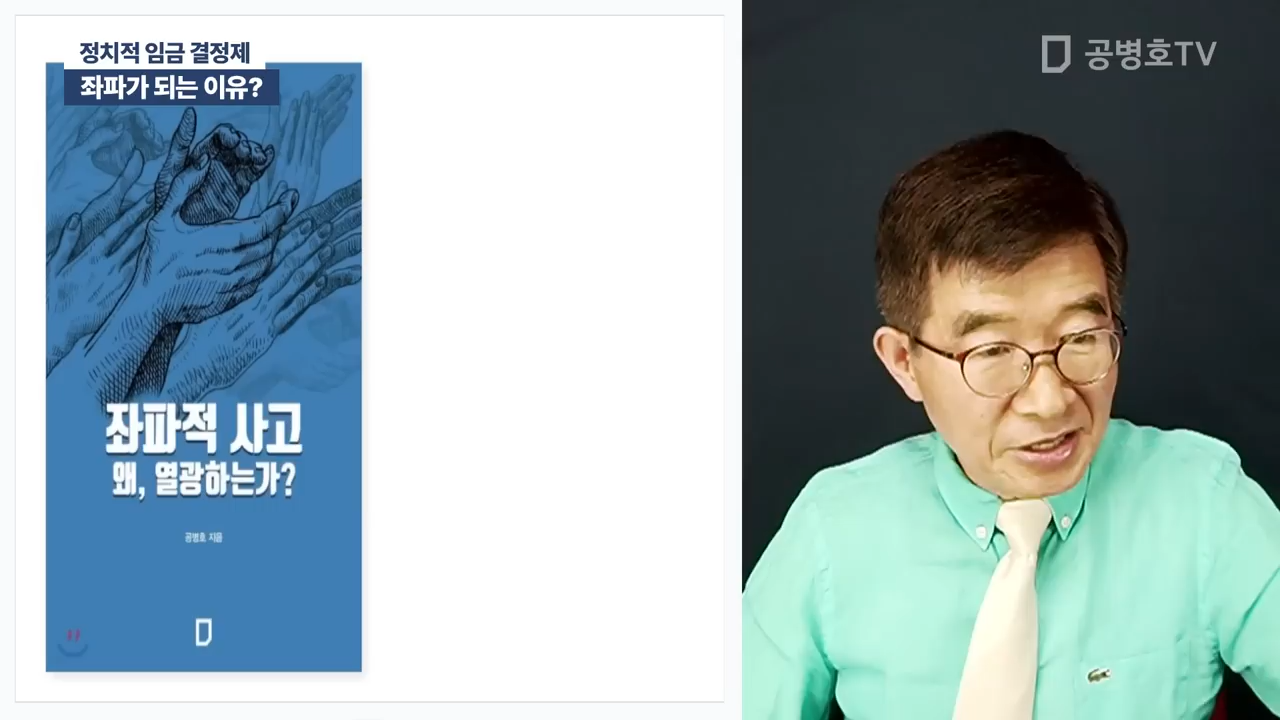 정치적 임금 결정제
좌파가 되는 이유?
공병호TV
좌파적 사고
왜, 열광하는가?
공병호 지음